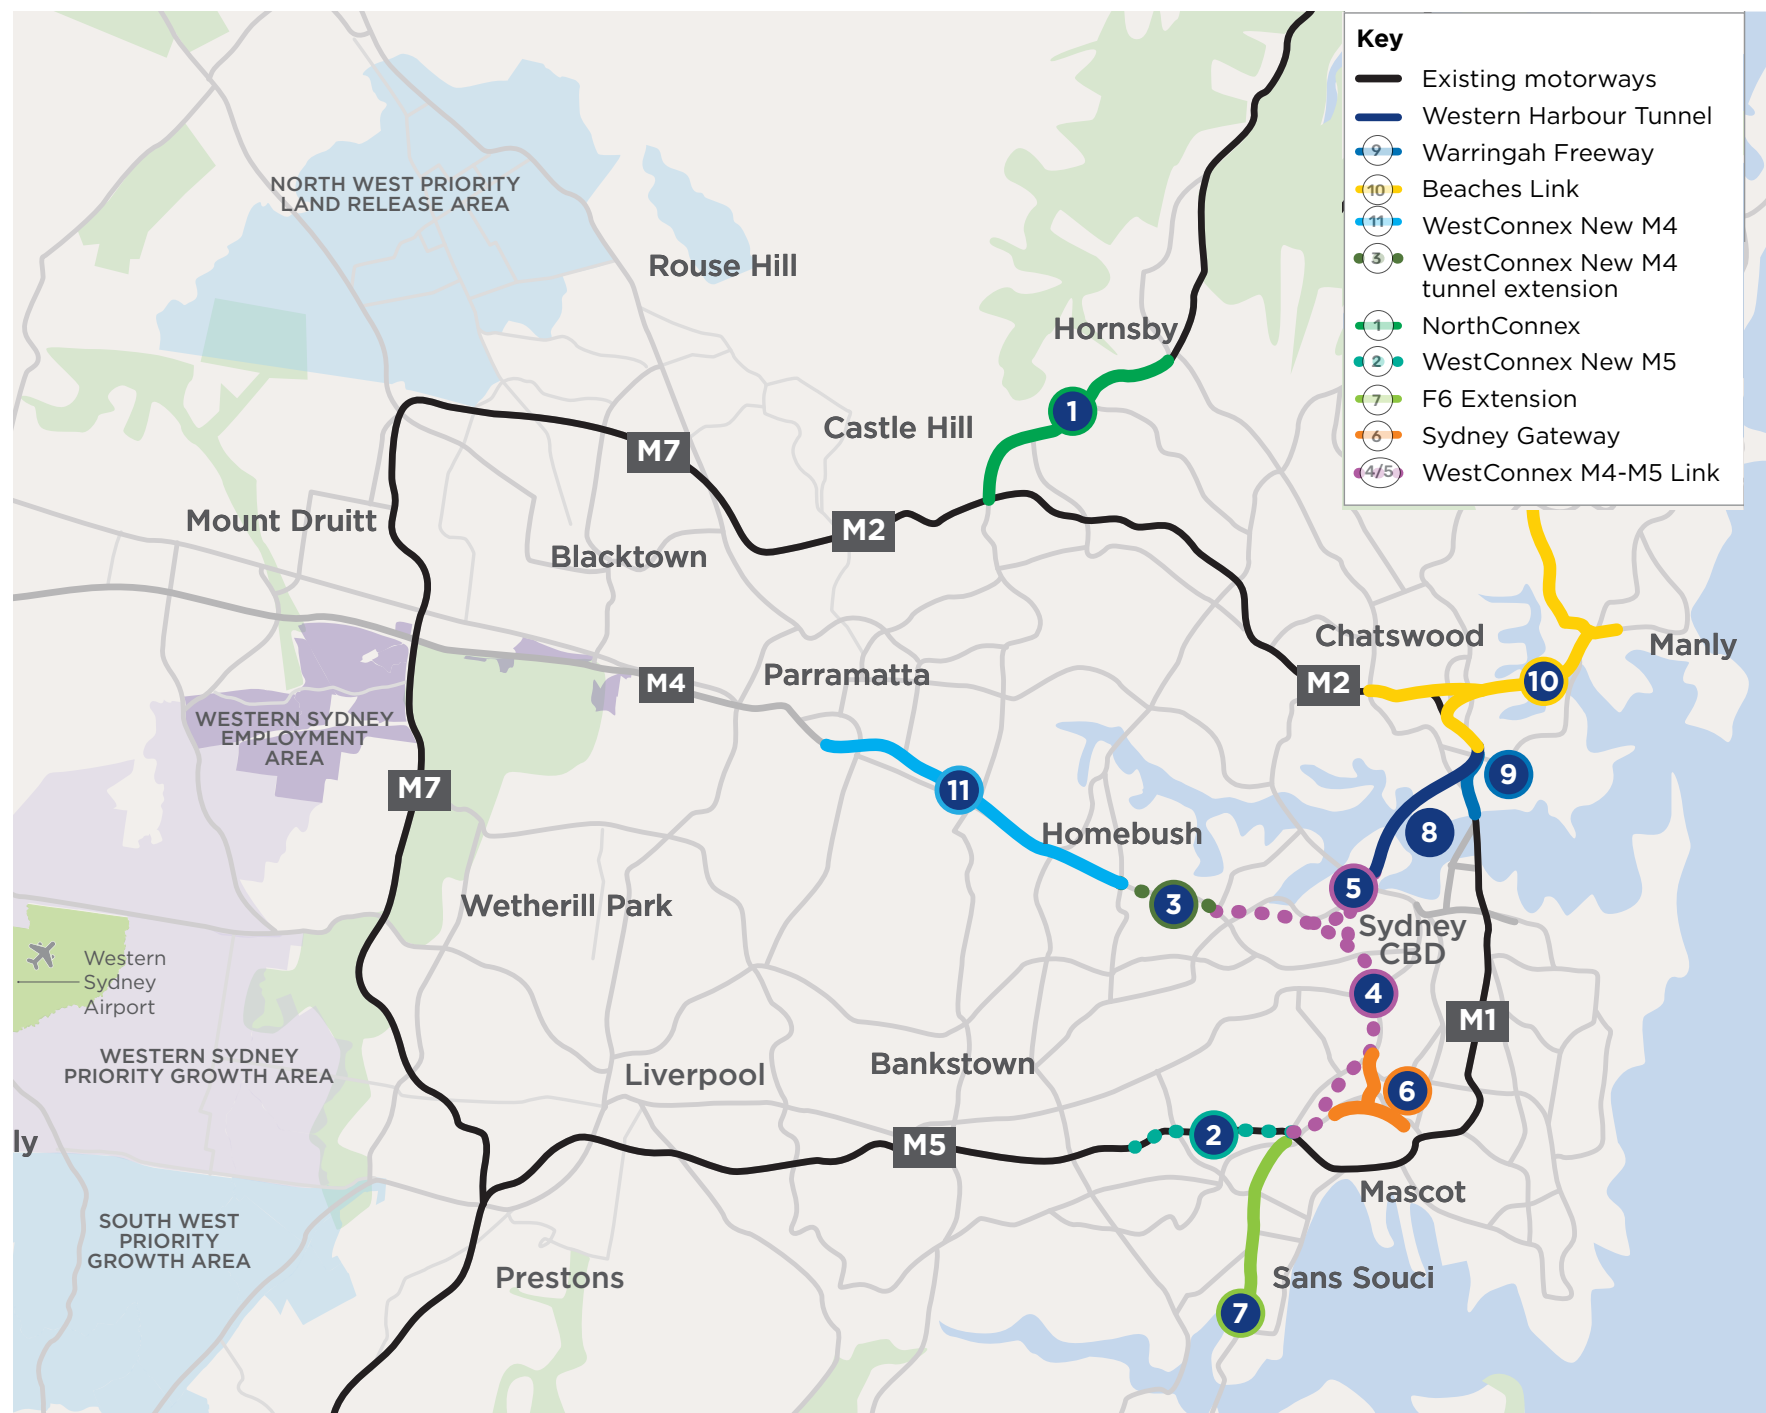 Key
Existing motorways
Western Harbour Tunnel
9 Warringah Freeway
10 Beaches Link
11 WestConnex New M4
3 WestConnex New M4
tunnel extension
1 NorthConnex
2 WestConnex New M5
7 F6 Extension
6 Sydney Gateway
4/5 WestConnex M4-M5 Link
NORTH WEST PRIORITY
LAND RELEASE AREA
Rouse Hill
Hornsby
1
Castle Hill
M7
Mount Druitt
M2
Blacktown
Chatswood
Manly
Parramatta
M4
M2
10
WESTERN SYDNEY
EMPLOYMENT
AREA
M7
11
9
Homebush
8
Wetherill Park
3
5
Sydney
CBD
Western
Sydney
Airport
4
M1
WESTERN SYDNEY
PRIORITY GROWTH AREA
Liverpool
Bankstown
6
ly
M5
2
Mascot
SOUTH WEST
PRIORITY
GROWTH AREA
Prestons
Sans Souci
7